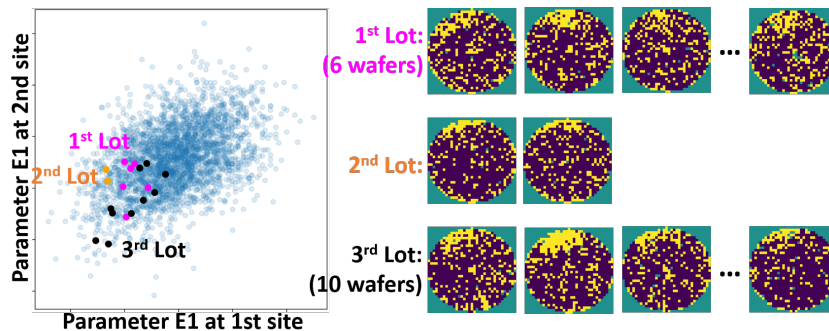 Parameter E1 at 2nd site
1st Lot
2nd Lot
3rd Lot
Parameter E1 at 1st site
1st Lot:
(6 wafers)
...
2nd Lot:
3rd Lot:
(10 wafers)
...